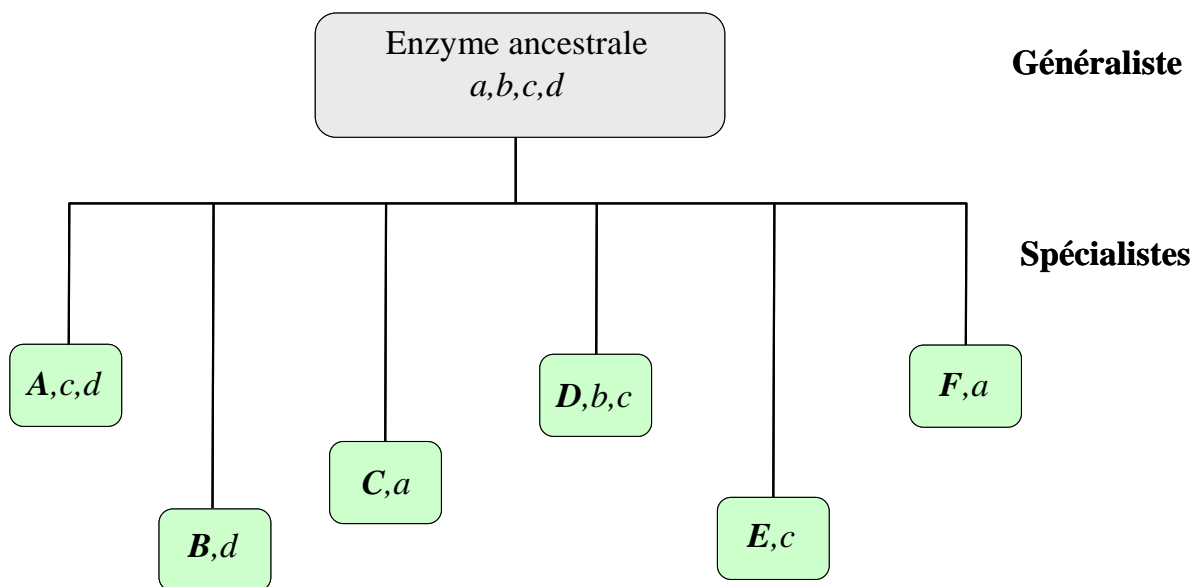 Enzyme ancestrale
a,b,c,d
Généraliste
Spécialistes
A,c,d
D,b,c
F,a
C,a
B,d
E,c